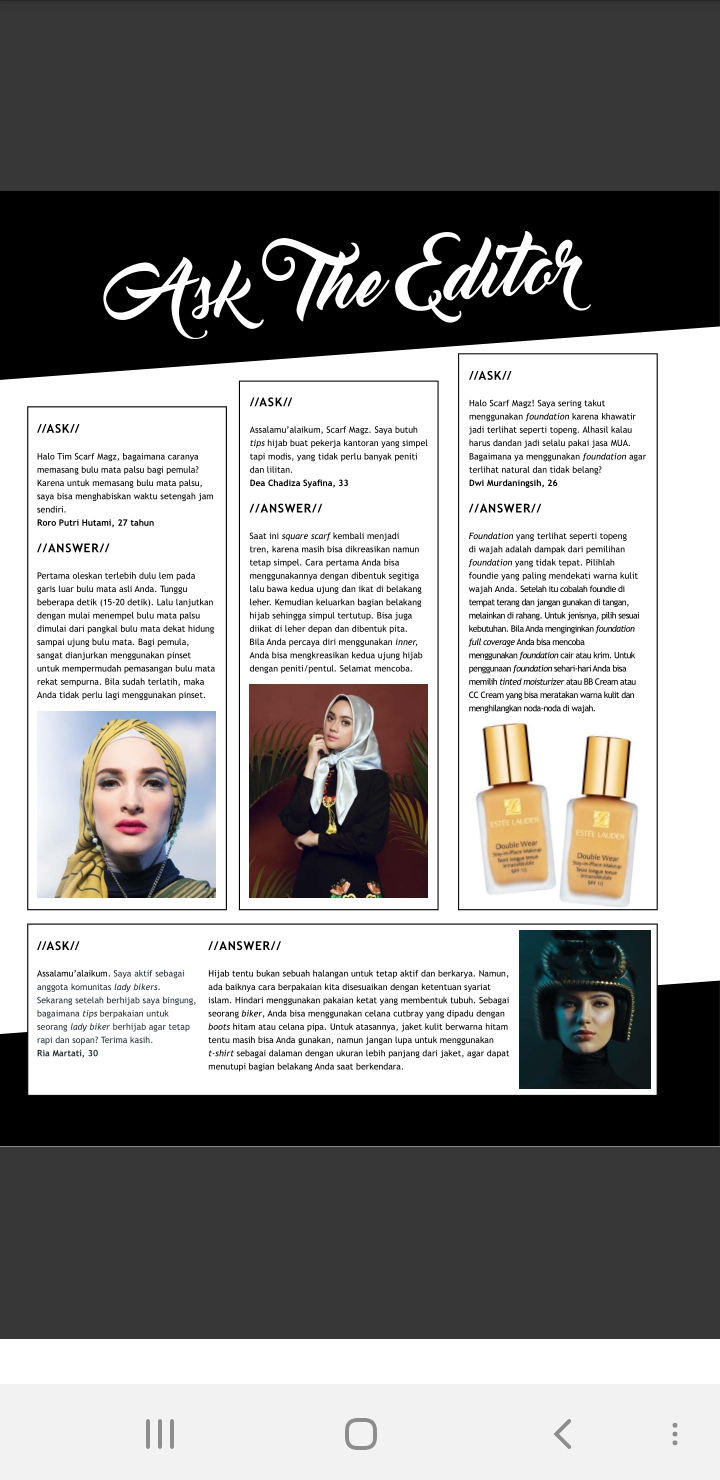 Ask The Editor
//ASK//
Halo Tim Scarf Magz, bagaimana caranya
memasang bulu mata palsu bagi pemula?
Karena untuk memasang bulu mata palsu,
saya bisa menghabiskan waktu setengah jam
sendiri.
Roro Putri Hutami, 27 tahun
//ANSWER//
Pertama oleskan terlebih dulu lem pada
garis luar bulu mata asli Anda. Tunggu
beberapa detik (15-20 detik). Lalu lanjutkan
dengan mulai menempel bulu mata palsu
dimulai dari pangkal bulu mata dekat hidung
sampai ujung bulu mata. Bagi pemula,
sangat dianjurkan menggunakan pinset
untuk mempermudah pemasangan bulu mata
rekat sempurna. Bila sudah terlatih, maka
Anda tidak perlu lagi menggunakan pinset.
//ASK//
Assalamu'alaikum, Scarf Magz. Saya butuh
tips hijab buat pekerja kantoran yang simpel
tapi modis, yang tidak perlu banyak peniti
dan lilitan.
Dea Chadiza Syafina, 33
//ANSWER//
Saat ini square scarf kembali menjadi
tren, karena masih bisa dikreasikan namun
tetap simpel. Cara pertama Anda bisa
menggunakannya dengan dibentuk segitiga
lalu bawa kedua ujung dan ikat di belakang
leher. Kemudian keluarkan bagian belakang
hijab sehingga simpul tertutup. Bisa juga
diikat di leher depan dan dibentuk pita.
Bila Anda percaya diri menggunakan inner,
Anda bisa mengkreasikan kedua ujung hijab
dengan peniti/pentul. Selamat mencoba.
//ASK//
Halo Scarf Magz! Saya sering takut
menggunakan foundation karena khawatir
jadi terlihat seperti topeng. Alhasil kalau
harus dandan jadi selalu pakai jasa MUA.
Bagaimana ya menggunakan foundation agar
terlihat natural dan tidak belang?
Dwi Murdaningsih, 26
//ANSWER//
Foundation yang terlihat seperti topeng
di wajah adalah dampak dari pemilihan
foundation yang tidak tepat. Pilihlah
foundie yang paling mendekati warna kulit
wajah Anda. Setelah itu cobalah foundie di
tempat terang dan jangan gunakan di tangan,
melainkan di rahang. Untuk jenisnya, pilih sesuai
kebutuhan. Bila Anda menginginkan foundation
full coverage Anda bisa mencoba
menggunakan foundation cair atau krim. Untuk
penggunaan foundation sehari-hari Anda bisa
memilih tinted moisturizer atau BB Cream atau
CC Cream yang bisa meratakan warna kulit dan
menghilangkan noda-noda di wajah.
ESTĒE LAUDER
Double Wear
Stay-in-Place Makeup
SPF 10
ESTĒE LAUDER
Double Wear
Stay-in-Place Makeup
SPF 10
//ASK//
Assalamu'alaikum. Saya aktif sebagai
anggota komunitas lady bikers.
Sekarang setelah berhijab saya bingung,
bagaimana tips berpakaian untuk
seorang lady biker berhijab agar tetap
rapi dan sopan? Terima kasih.
Ria Martati, 30
//ANSWER//
Hijab tentu bukan sebuah halangan untuk tetap aktif dan berkarya. Namun,
ada baiknya cara berpakaian kita disesuaikan dengan ketentuan syariat
islam. Hindari menggunakan pakaian ketat yang membentuk tubuh. Sebagai
seorang biker, Anda bisa menggunakan celana cutbray yang dipadu dengan
boots hitam atau celana pipa. Untuk atasannya, jaket kulit berwarna hitam
tentu masih bisa Anda gunakan, namun jangan lupa untuk menggunakan
t-shirt sebagai dalaman dengan ukuran lebih panjang dari jaket, agar dapat
menutupi bagian belakang Anda saat berkendara.